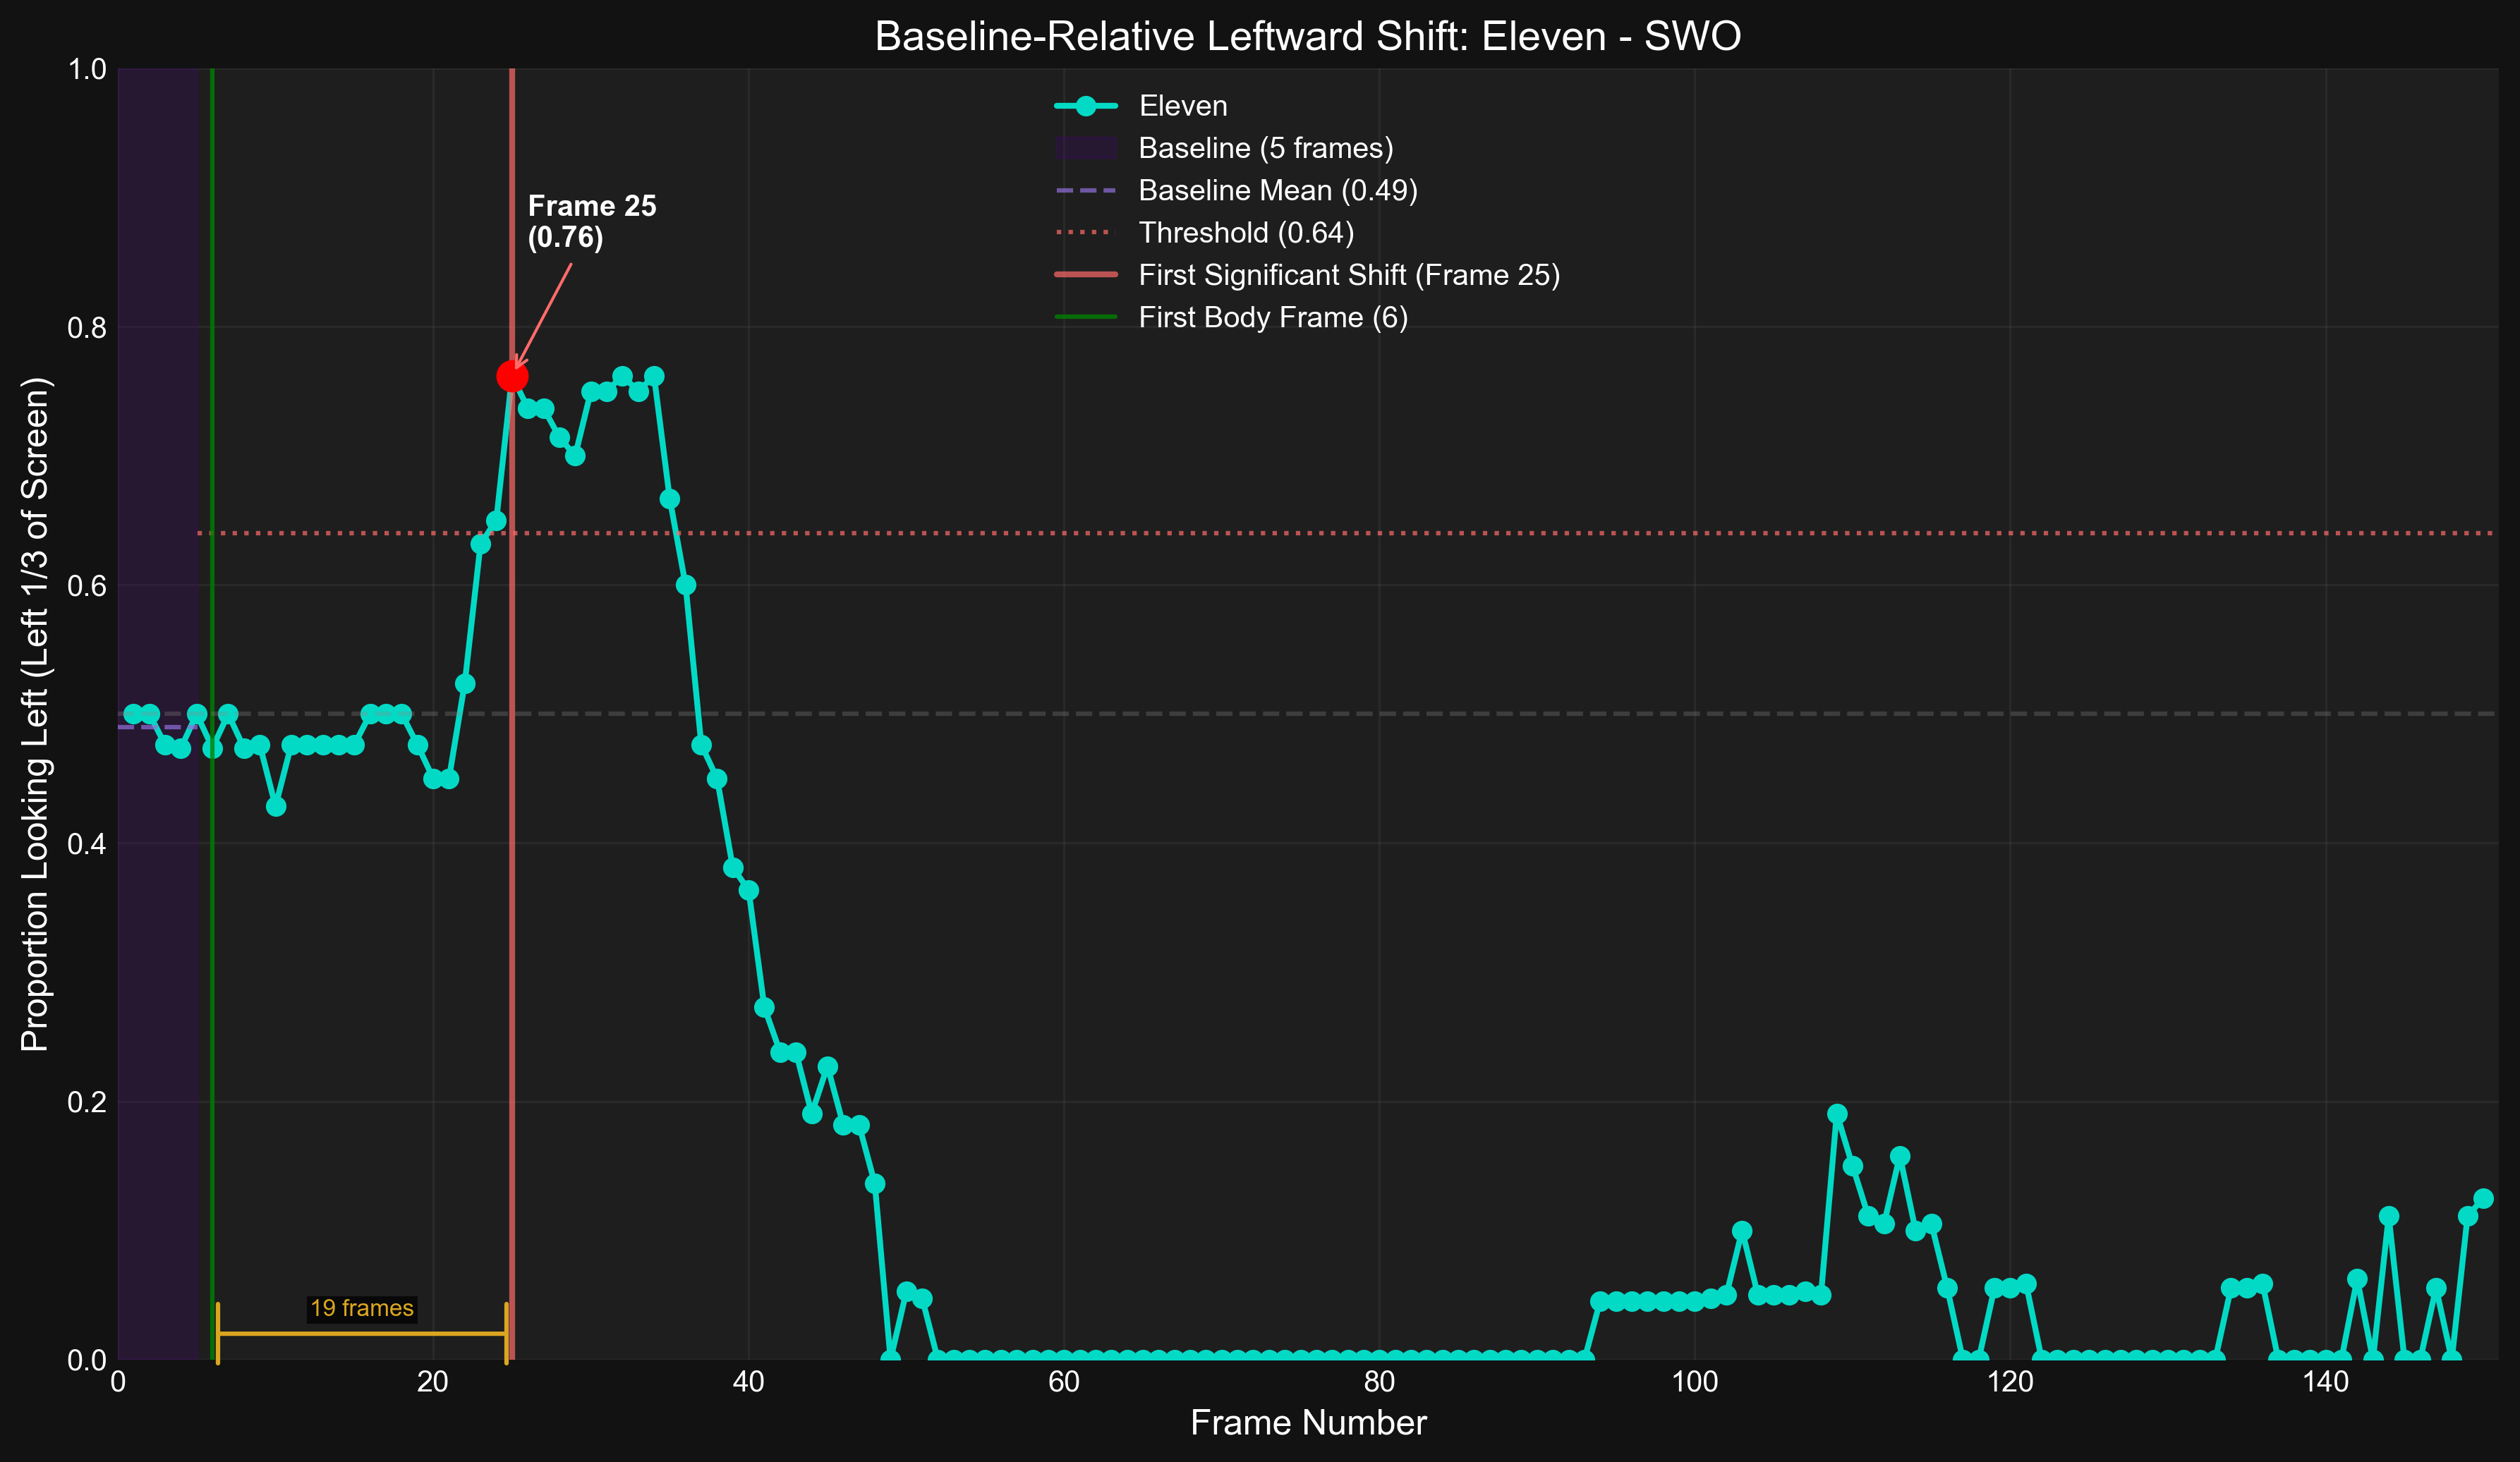 Baseline-Relative Leftward Shift: Eleven - SWO
Eleven
Baseline (5 frames)
Baseline Mean (0.49)
Threshold (0.64)
First Significant Shift (Frame 25)
First Body Frame (6)
Frame 25
(0.76)
19 frames
Proportion Looking Left (Left 1/3 of Screen)
1.0
0.8
0.6
0.4
0.2
0.0
0
20
40
60
80
100
120
140
Frame Number